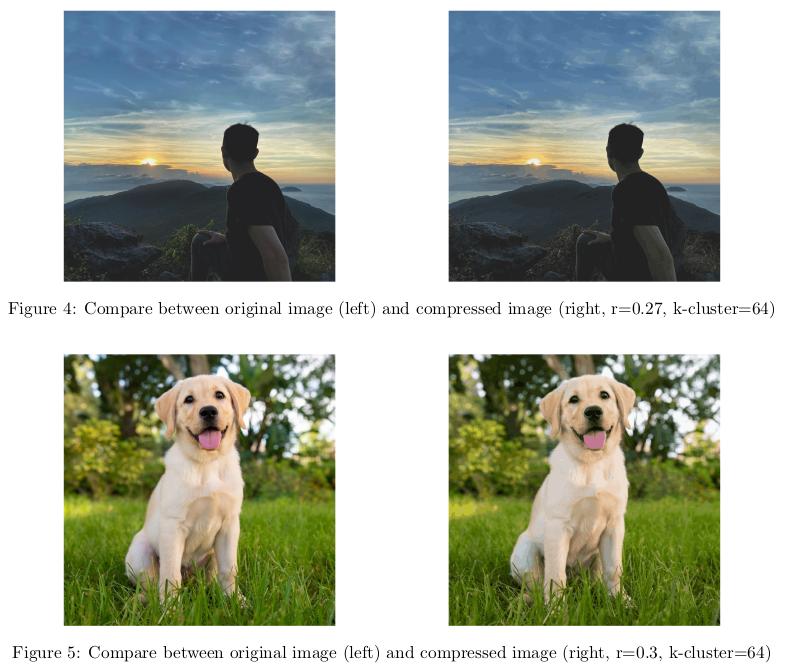 Figure 4: Compare between original image (left) and compressed image (right, r=0.27, k-cluster=64)
Figure 5: Compare between original image (left) and compressed image (right, r=0.3, k-cluster=64)